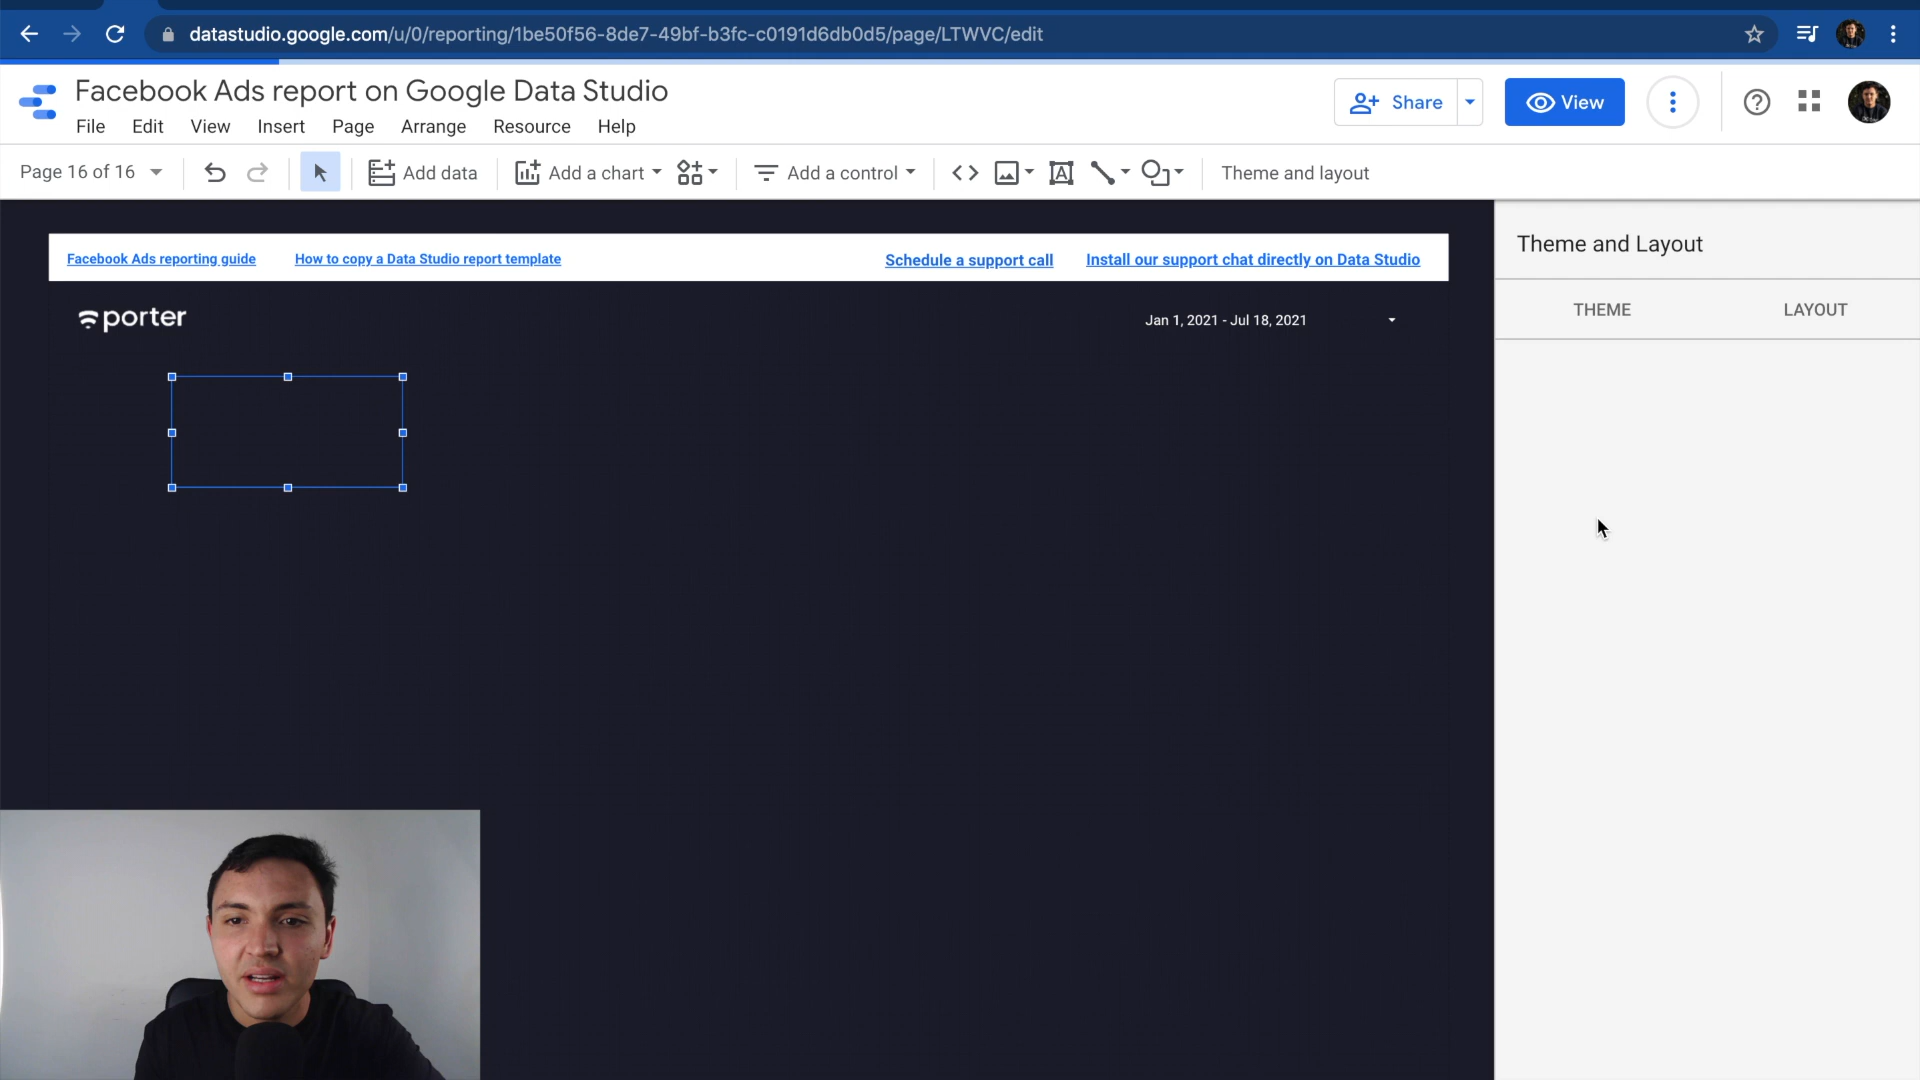 datastudio.google.com/u/0/reporting/1be50f56-8de7-49bf-b3fc-c0191d6db0d5/page/LTWVC/edit
Facebook Ads report on Google Data Studio
Share
View
File Edit View Insert Page Arrange Resource Help
Page 16 of 16
Add data
Add a chart
Add a control
Theme and layout
Facebook Ads reporting guide
How to copy a Data Studio report template
Schedule a support call
Install our support chat directly on Data Studio
Theme and Layout
THEME
LAYOUT
porter
Jan 1, 2021 - Jul 18, 2021